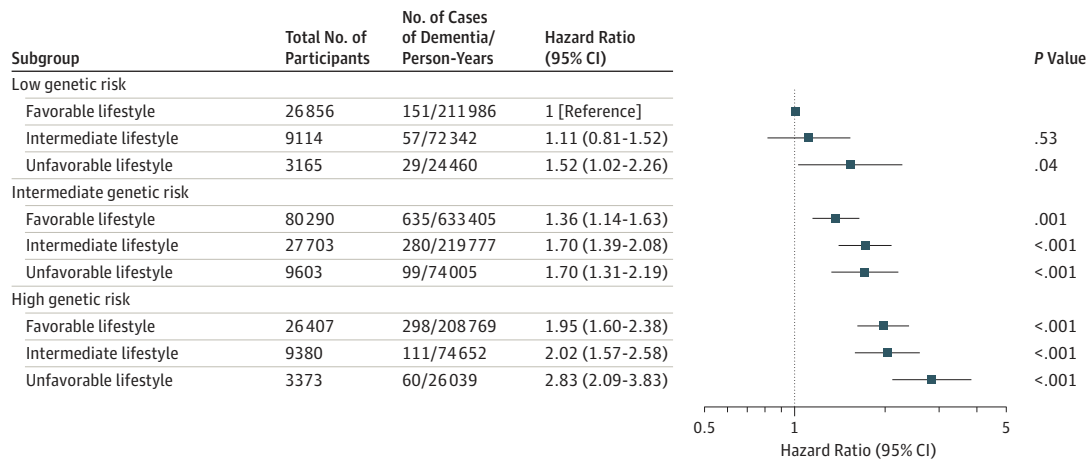 Subgroup Total No. of Participants No. of Cases of Dementia/ Person-Years Hazard Ratio (95% CI) P Value
Low genetic risk
Favorable lifestyle 26856 151/211986 1 [Reference]
Intermediate lifestyle 9114 57/72342 1.11 (0.81-1.52) .53
Unfavorable lifestyle 3165 29/24460 1.52 (1.02-2.26) .04
Intermediate genetic risk
Favorable lifestyle 80290 635/633405 1.36 (1.14-1.63) .001
Intermediate lifestyle 27703 280/219777 1.70 (1.39-2.08) <.001
Unfavorable lifestyle 9603 99/74005 1.70 (1.31-2.19) <.001
High genetic risk
Favorable lifestyle 26407 298/208769 1.95 (1.60-2.38) <.001
Intermediate lifestyle 9380 111/74652 2.02 (1.57-2.58) <.001
Unfavorable lifestyle 3373 60/26039 2.83 (2.09-3.83) <.001
0.5 1 5
Hazard Ratio (95% CI)